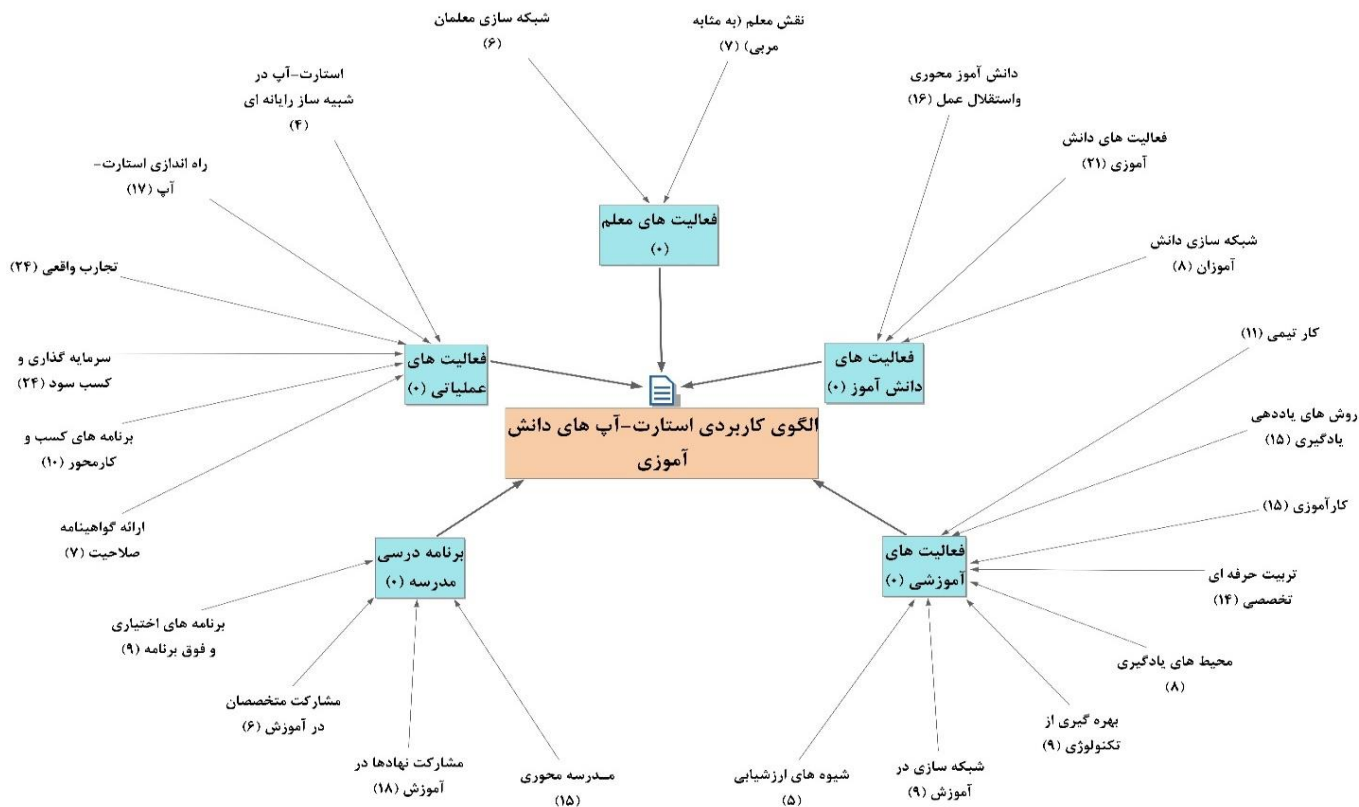 شبکه سازی معلمان
(۶)
نقش معلم (به مثابه
مربی) (۷)
دانش آموز محوری
واستقلال عمل (۱۶)
فعالیت های دانش
آموزی (۲۱)
شبکه سازی دانش
آموزان (۸)
استارت-آپ در
شبیه ساز رایانه ای
(۴)
راه اندازی استارت-
آپ (۱۷)
تجارب واقعی (۲۴)
سرمایه گذاری و
کسب سود (۲۴)
برنامه های کسب و
کارمحور (۱۰)
ارائه گواهینامه
صلاحیت (۷)
فعالیت های معلم
(۰)
فعالیت های
دانش آموز (۰)
فعالیت های
عملیاتی (۰)
الگوی کاربردی استارت-آپ های دانش
آموزی
کار تیمی (۱۱)
روش های یاددهی
یادگیری (۱۵)
کارآموزی (۱۵)
تربیت حرفه ای
تخصصی (۱۴)
محیط های یادگیری
(۸)
بهره گیری از
تکنولوژی (۹)
شبکه سازی در
آموزش (۹)
شیوه های ارزشیابی
(۵)
فعالیت های
آموزشی (۰)
برنامه درسی
مدرسه (۰)
برنامه های اختیاری
و فوق برنامه (۹)
مشارکت متخصصان
در آموزش (۶)
مشارکت نهادها در
آموزش (۱۸)
مـدرسه محوری
(۱۵)